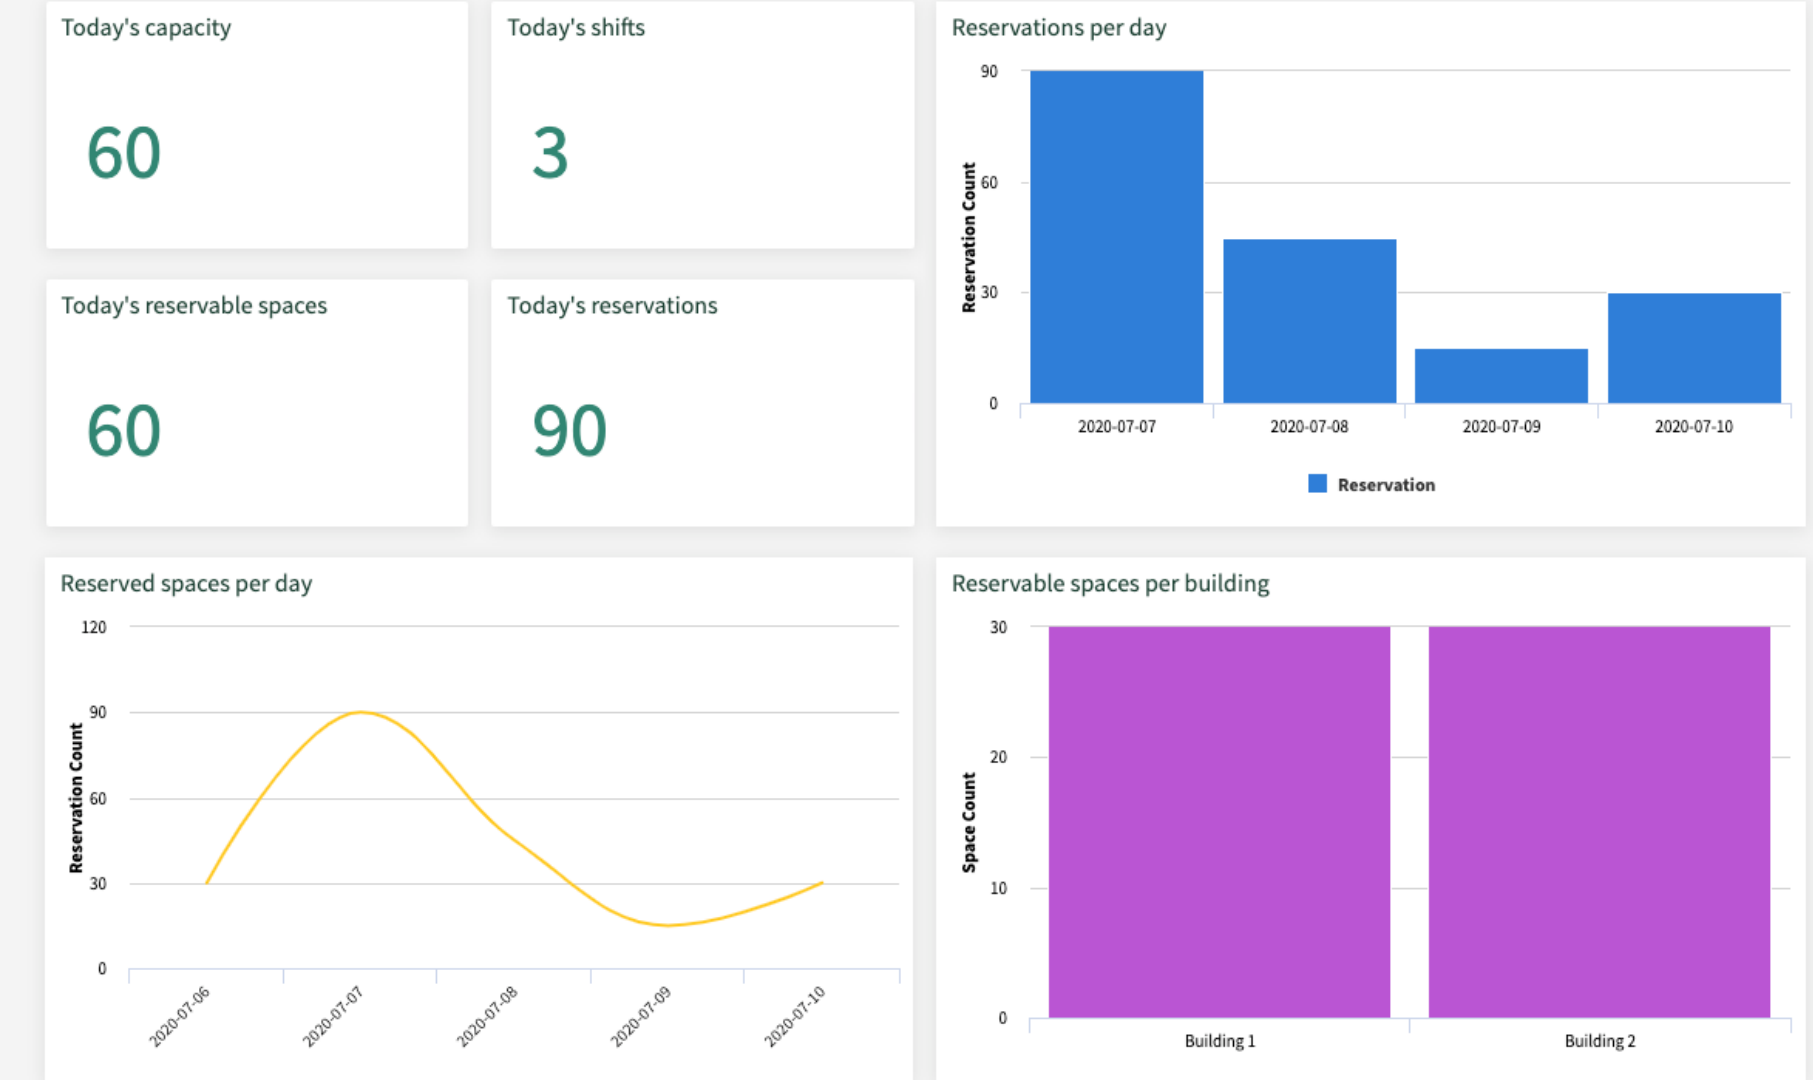 Today's capacity
60
Today's shifts
3
Today's reservable spaces
60
Today's reservations
90
Reservations per day
Reservation Count
90
60
30
0
2020-07-07
2020-07-08
2020-07-09
2020-07-10
Reservation
Reserved spaces per day
Reservation Count
120
90
60
30
0
2020-07-06
2020-07-07
2020-07-08
2020-07-09
2020-07-10
Reservable spaces per building
Space Count
30
20
10
0
Building 1
Building 2